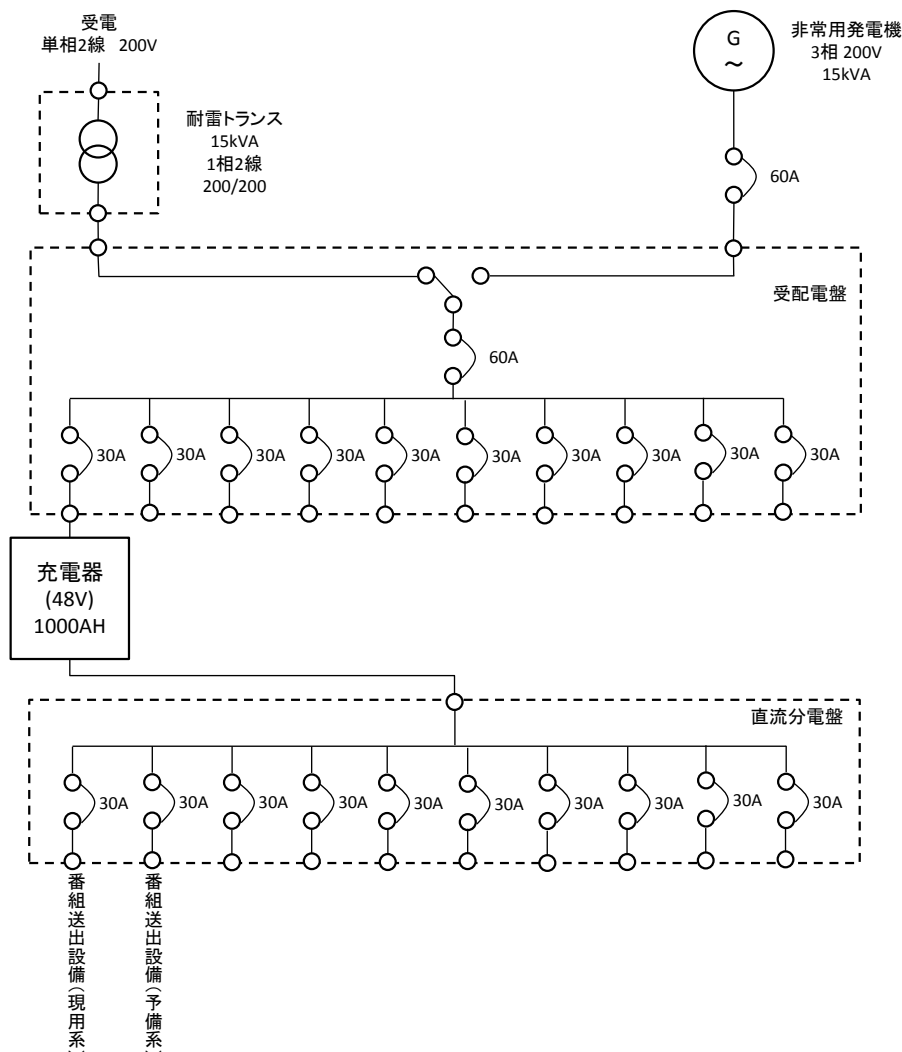 受電
単相2線 200V
耐雷トランス
15kVA
1相2線
200/200
G
~
非常用発電機
3相 200V
15kVA
60A
受配電盤
60A
30A
30A
30A
30A
30A
30A
30A
30A
30A
30A
充電器
(48V)
1000AH
直流分電盤
30A
30A
30A
30A
30A
30A
30A
30A
30A
30A
番組送出設備(現用系
番組送出設備(予備系